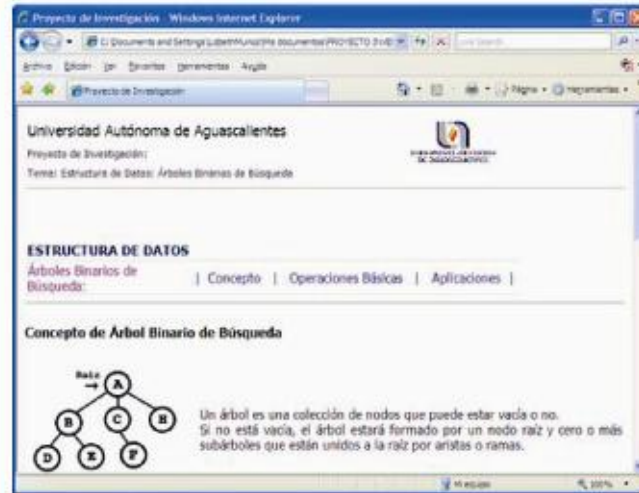 Proyecto de Investigación - Windows Internet Explorer
Archivo Edición Ver Favoritos Herramientas Ayuda
Proyecto de Investigación
Página Herramientas
Universidad Autónoma de Aguascalientes
Proyecto de Investigación:
Tema: Estructura de Datos: Árboles Binarios de Búsqueda
ESTRUCTURA DE DATOS
Árboles Binarios de Búsqueda:
| Concepto | Operaciones Básicas | Aplicaciones |
Concepto de Árbol Binario de Búsqueda
Raíz
A
B C H
D E F
Un árbol es una colección de nodos que puede estar vacía o no.
Si no está vacía, el árbol estará formado por un nodo raíz y cero o más
subárboles que están unidos a la raíz por aristas o ramas.
Mi equipo
100%